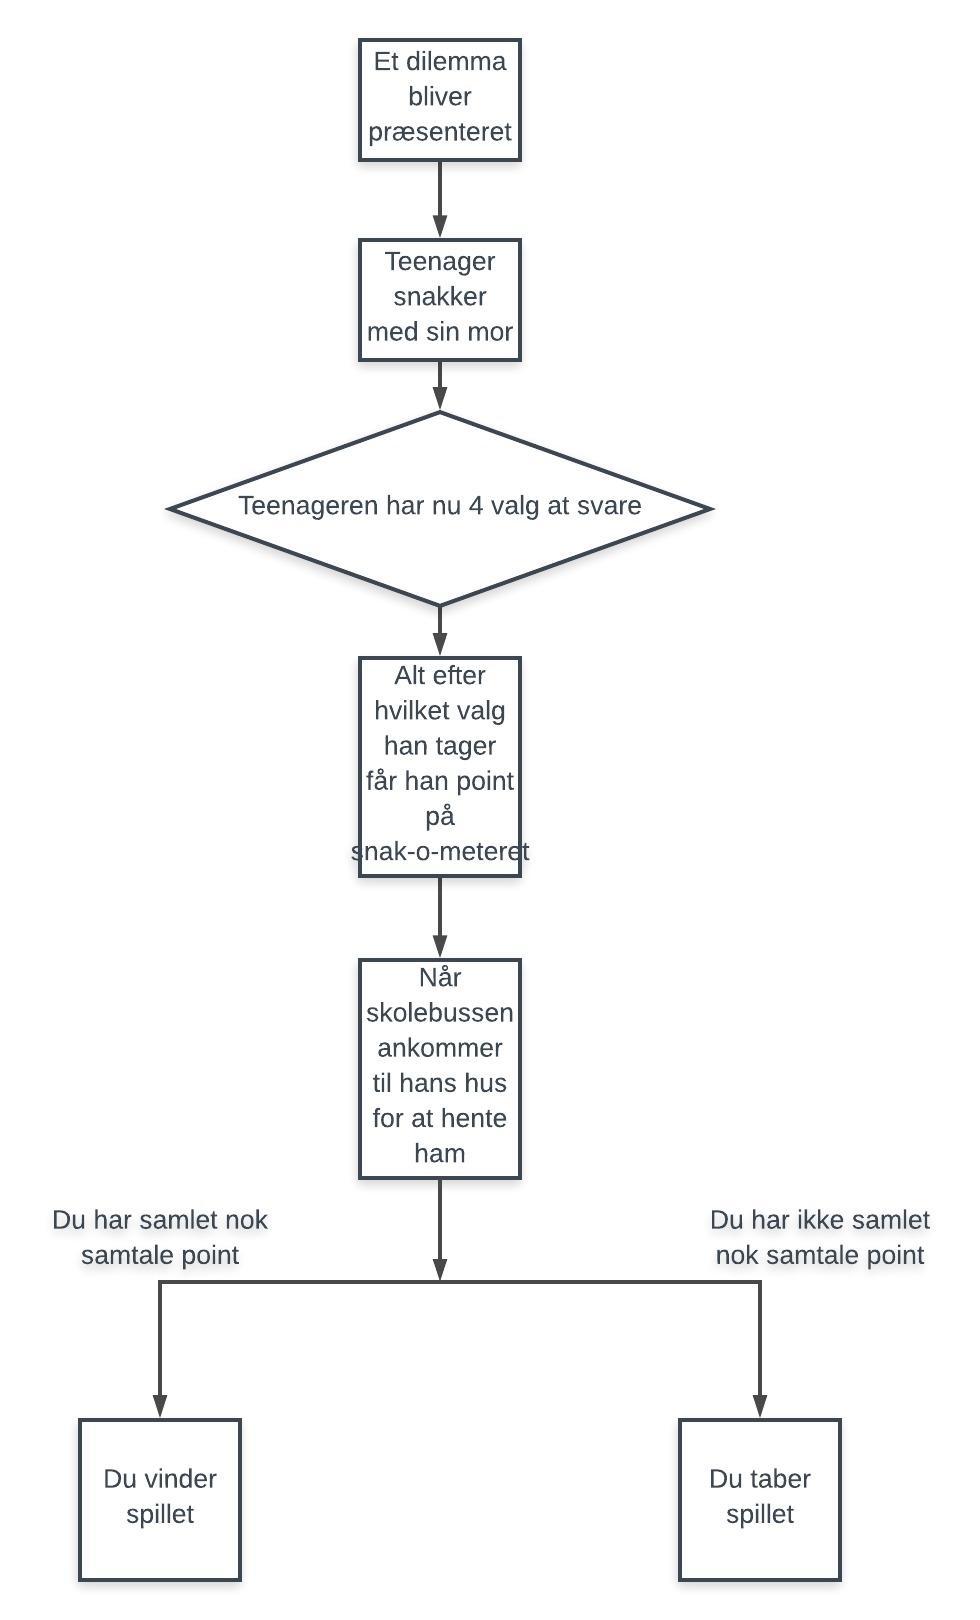 Et dilemma
bliver
præsenteret
Teenager
snakker
med sin mor
Teenageren har nu 4 valg at svare
Alt efter
hvilket valg
han tager
får han point
på
snak-o-meteret
Når
skolebussen
ankommer
til hans hus
for at hente
ham
Du har samlet nok
samtale point
Du har ikke samlet
nok samtale point
Du vinder
spillet
Du taber
spillet